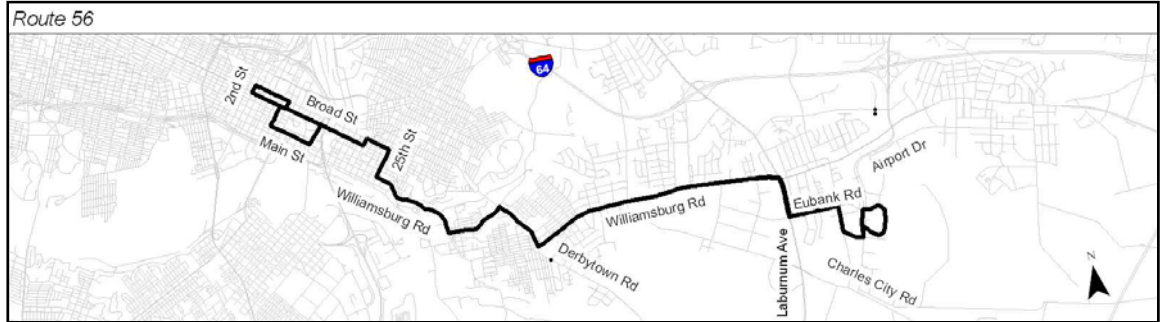 Route 56
64
2nd St
Broad St
Main St
25th St
Airport Dr
Williamsburg Rd
Williamsburg Rd
Eubank Rd
Derbytown Rd
Laburnum Ave
Charles City Rd
N